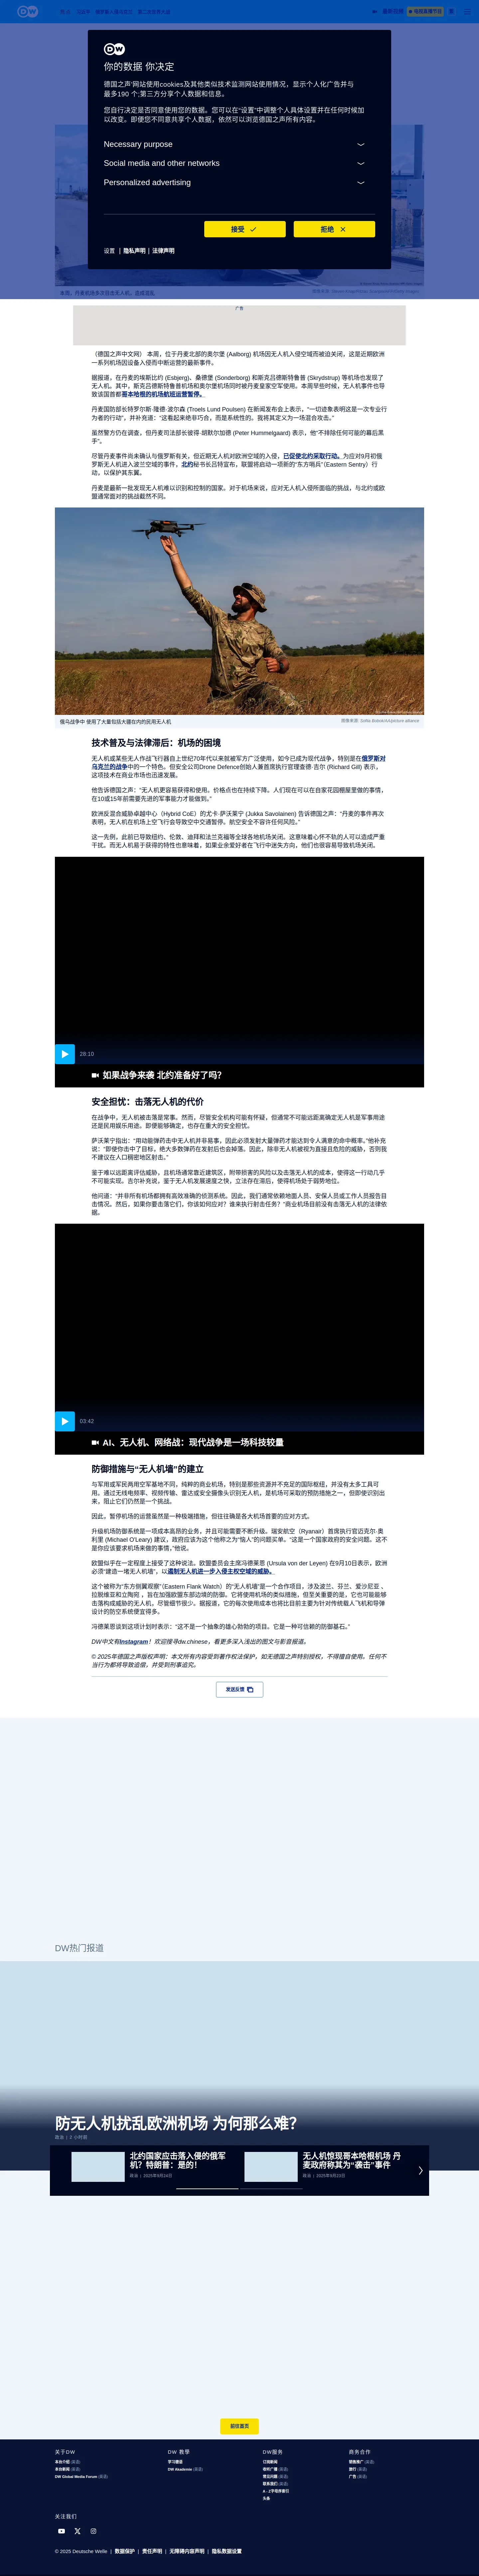 DW
你的数据 你决定
德国之声'网站使用cookies及其他类似技术监测网站使用情况，显示个人化广告并与
最多190 个;第三方分享个人数据和信息。
您自行决定是否同意使用您的数据。您可以在“设置”中调整个人具体设置并在任何时候加
以改变。即便您不同意共享个人数据，依然可以浏览德国之声所有内容。
Necessary purpose
Social media and other networks
Personalized advertising
接受
拒绝
设置 | 隐私声明 | 法律声明
本周，丹麦机场多次目击无人机，造成混乱
广告
（德国之声中文网） 本周，位于丹麦北部的奥尔堡 (Aalborg) 机场因无人机入侵空域而被迫关闭，这是近期欧洲
一系列机场因设备入侵而中断运营的最新事件。
据报道，在丹麦的埃斯比约 (Esbjerg)、桑德堡 (Sonderborg) 和斯克吕德斯特鲁普 (Skrydstrup) 等机场也发现了
无人机。其中，斯克吕德斯特鲁普机场和奥尔堡机场同时被丹麦皇家空军使用。本周早些时候，无人机事件也导
致该国首都哥本哈根的机场航班运营暂停。
丹麦国防部长特罗尔斯·隆德·波尔森 (Troels Lund Poulsen) 在新闻发布会上表示，“一切迹象表明这是一次专业行
为者的行动”，并补充道：“这看起来绝非巧合，而是系统性的。我将其定义为一场混合攻击。”
虽然警方仍在调查，但丹麦司法部长彼得·胡默尔加德 (Peter Hummelgaard) 表示，他“不排除任何可能的幕后黑
手”。
尽管丹麦事件尚未确认与俄罗斯有关，但近期无人机对欧洲空域的入侵，已促使北约采取行动。为应对9月初俄
罗斯无人机进入波兰空域的事件，北约秘书长吕特宣布，联盟将启动一项新的“东方哨兵”(Eastern Sentry）行
动，以保护其东翼。
丹麦是最新一批发现无人机难以识别和控制的国家。对于机场来说，应对无人机入侵所面临的挑战，与北约或欧
盟通常面对的挑战截然不同。
俄乌战争中 使用了大量包括大疆在内的民用无人机
技术普及与法律滞后：机场的困境
无人机或某些无人作战飞行器自上世纪70年代以来就被军方广泛使用，如今已成为现代战争，特别是在俄罗斯对
乌克兰的战争中的一个特色。但安全公司Drone Defence创始人兼首席执行官理查德·吉尔 (Richard Gill) 表示，
这项技术在商业市场也迅速发展。
他告诉德国之声：“无人机更容易获得和使用。价格点也在持续下降。人们现在可以在自家花园棚屋里做的事情，
在10或15年前需要先进的军事能力才能做到。”
欧洲反混合威胁卓越中心（Hybrid CoE）的尤卡·萨沃莱宁 (Jukka Savolainen) 告诉德国之声：“丹麦的事件再次
表明，无人机在机场上空飞行会导致空中交通暂停。航空安全不容许任何风险。”
这一先例，此前已导致纽约、伦敦、迪拜和法兰克福等全球各地机场关闭。这意味着心怀不轨的人可以造成严重
干扰。而无人机易于获得的特性也意味着，如果业余爱好者在飞行中迷失方向，他们也很容易导致机场关闭。
28:10
如果战争来袭 北约准备好了吗？
安全担忧：击落无人机的代价
在战争中，无人机被击落是常事。然而，尽管安全机构可能有怀疑，但通常不可能远距离确定无人机是军事用途
还是民用或娱乐用途。即便能够确定，也存在重大的安全担忧。
萨沃莱宁指出：“用动能弹药击中无人机并非易事，因此必须发射大量弹药才能达到令人满意的命中概率。”他补充
说：“即使你击中了目标，绝大多数弹药在发射后也会掉落。因此，除非无人机被视为直接且危险的威胁，否则我
不建议在人口稠密地区射击。”
鉴于难以远距离评估威胁，且机场通常靠近建筑区，附带损害的风险以及击落无人机的成本，使得这一行动几乎
不可能实现。吉尔补充说，鉴于无人机发展速度之快，立法存在滞后，使得机场处于弱势地位。
他问道：“并非所有机场都拥有高效准确的侦测系统。因此，我们通常依赖地面人员、安保人员或工作人员报告目
击情况。然后，如果你要击落它们，你该如何应对？谁来执行射击任务？”商业机场目前没有击落无人机的法律依
据。
03:42
AI、无人机、网络战：现代战争是一场科技较量
防御措施与“无人机墙”的建立
与军用或军民两用空军基地不同，纯粹的商业机场，特别是那些资源并不充足的国际枢纽，并没有太多工具可
用。通过无线电频率、视频传输、雷达或安全摄像头识别无人机，是机场可采取的预防措施之一，但即使识别出
来，阻止它们仍然是一个挑战。
因此，暂停机场的运营虽然是一种极端措施，但往往确是各大机场首要的应对方式。
升级机场防御系统是一项成本高昂的业务，并且可能需要不断升级。瑞安航空（Ryanair）首席执行官迈克尔·奥
利里 (Michael O'Leary) 建议，政府应该为这个他称之为“恼人”的问题买单。“这是一个国家政府的安全问题。这不
是你应该要求机场来做的事情，”他说。
欧盟似乎在一定程度上接受了这种说法。欧盟委员会主席冯德莱恩 (Ursula von der Leyen) 在9月10日表示，欧洲
必须“建造一堵无人机墙”，以遏制无人机进一步入侵主权空域的威胁。
这个被称为“东方侧翼观察”（Eastern Flank Watch）的“无人机墙”是一个合作项目，涉及波兰、芬兰、爱沙尼亚 、
上脱维亚和立陶宛 ，旨在加强欧盟东部边境的防御。它将使用与机场类似的侦测措施，但更重要的是，它也可能能够击
落构成威胁的无人机。尽管细节很少。据报道，它的每次使用成本也将比目前主要为针对传统载人飞机和导弹
设计的防空系统便宜得多。
冯德莱恩谈到这项计划时表示：“这不是一个抽象的雄心勃勃的项目。它是一种可信赖的防御基石。”
DW中文有Instagram！欢迎搜寻dw.chinese，看更多深入浅出的图文与影音报道。
© 2025年德国之声版权声明：本文所有内容受到著作权法保护，如无德国之声特别授权，不得擅自使用。任何不
当行为都将导致追偿，并受到刑事追究。
发送反馈
DW热门报道
防无人机扰乱欧洲机场 为何那么难？
政治 | 2 小时前
北约国家应击落入侵的俄军
机？特朗普：是的！
政治 | 2025年9月24日
无人机惊现哥本哈根机场 丹
麦政府称其为“袭击”事件
政治 | 2025年9月23日
前往首页
关于DW
DW 教学
DW服务
商务合作
DW Akademie (英语)
DW Global Media Forum (英语)
关注我们
© 2025 Deutsche Welle | 数据保护 | 责任声明 | 无障碍内容声明 | 隐私数据设置